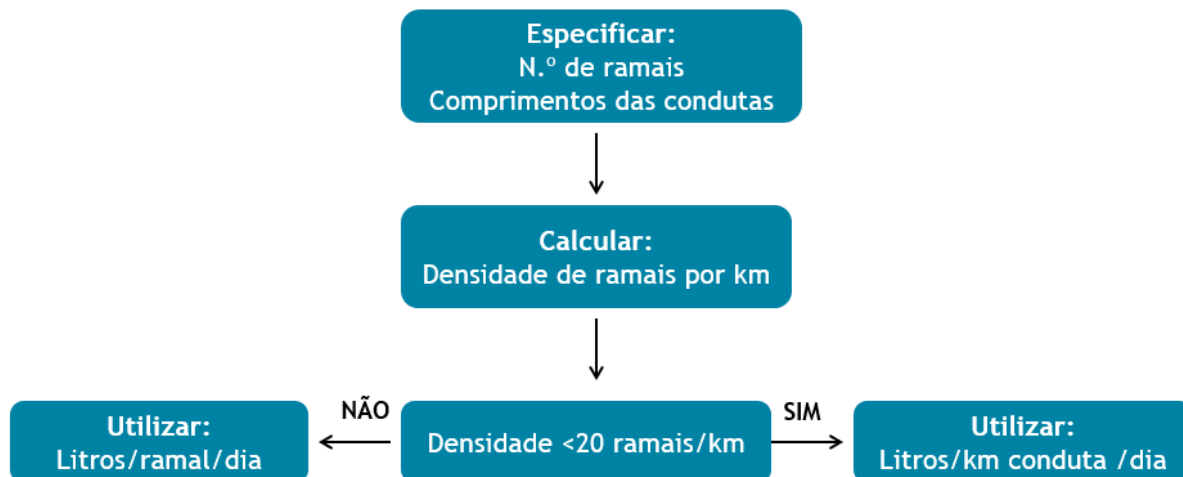 Especificar:
N.º de ramais
Comprimentos das condutas
Calcular:
Densidade de ramais por km
NÃO
SIM
Utilizar:
Litros/ramal/dia
Densidade <20 ramais/km
Utilizar:
Litros/km conduta /dia